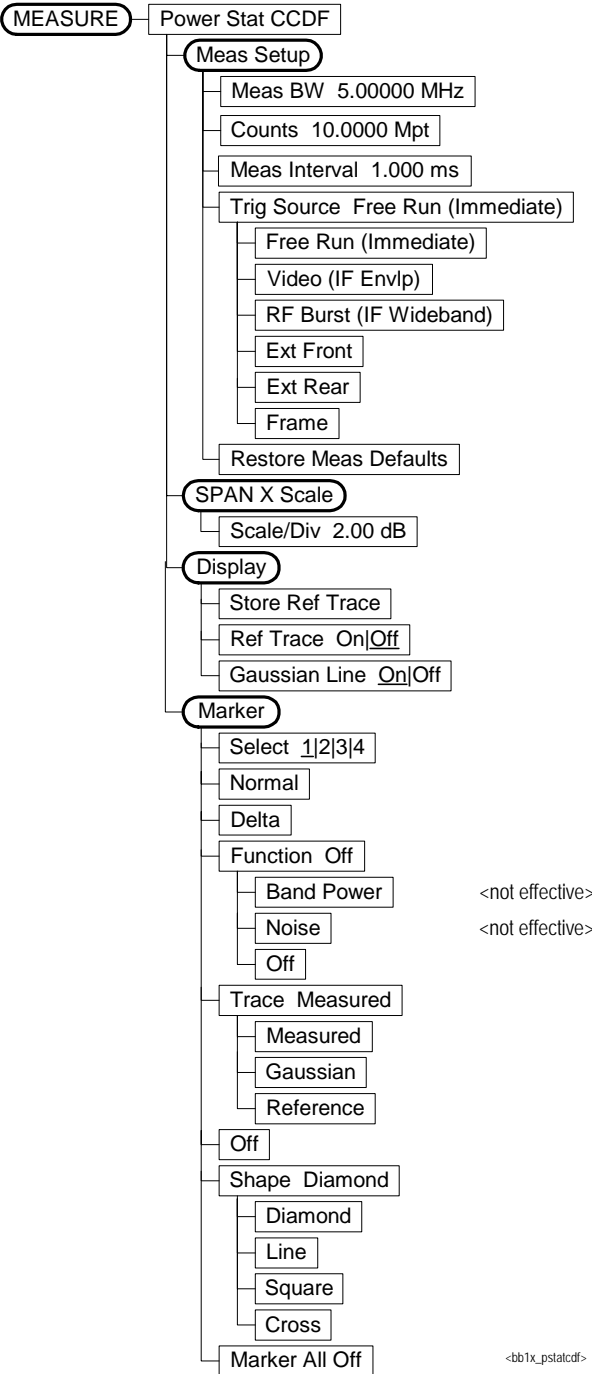 MEASURE Power Stat CCDF
Meas Setup
Meas BW 5.00000 MHz
Counts 10.0000 Mpt
Meas Interval 1.000 ms
Trig Source Free Run (Immediate)
Free Run (Immediate)
Video (IF Envlp)
RF Burst (IF Wideband)
Ext Front
Ext Rear
Frame
Restore Meas Defaults
SPAN X Scale
Scale/Div 2.00 dB
Display
Store Ref Trace
Ref Trace On|Off
Gaussian Line On|Off
Marker
Select 1|2|3|4
Normal
Delta
Function Off
Band Power <not effective>
Noise <not effective>
Off
Trace Measured
Measured
Gaussian
Reference
Off
Shape Diamond
Diamond
Line
Square
Cross
Marker All Off <bb1x_pstatcdf>